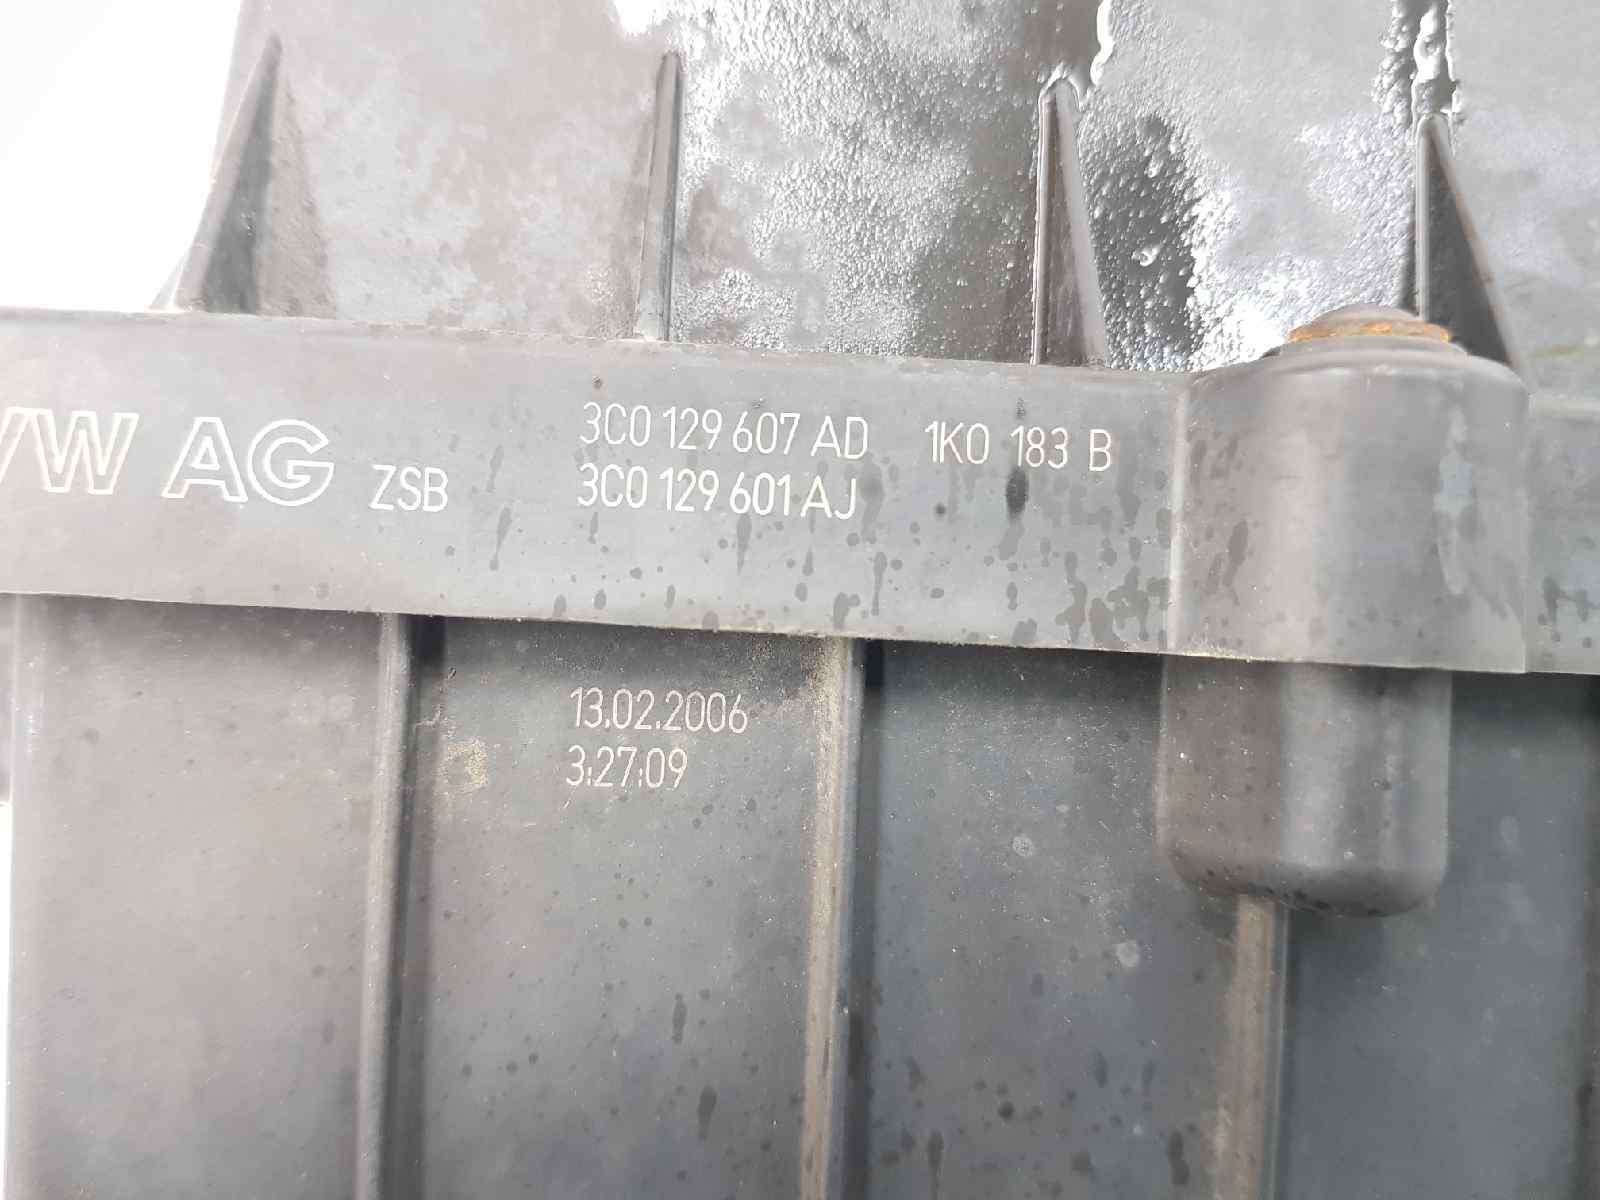 VW AG ZSB 3C0 129 607 AD 1K0 183 B
3C0 129 601 AJ
13.02.2006
3:27:09